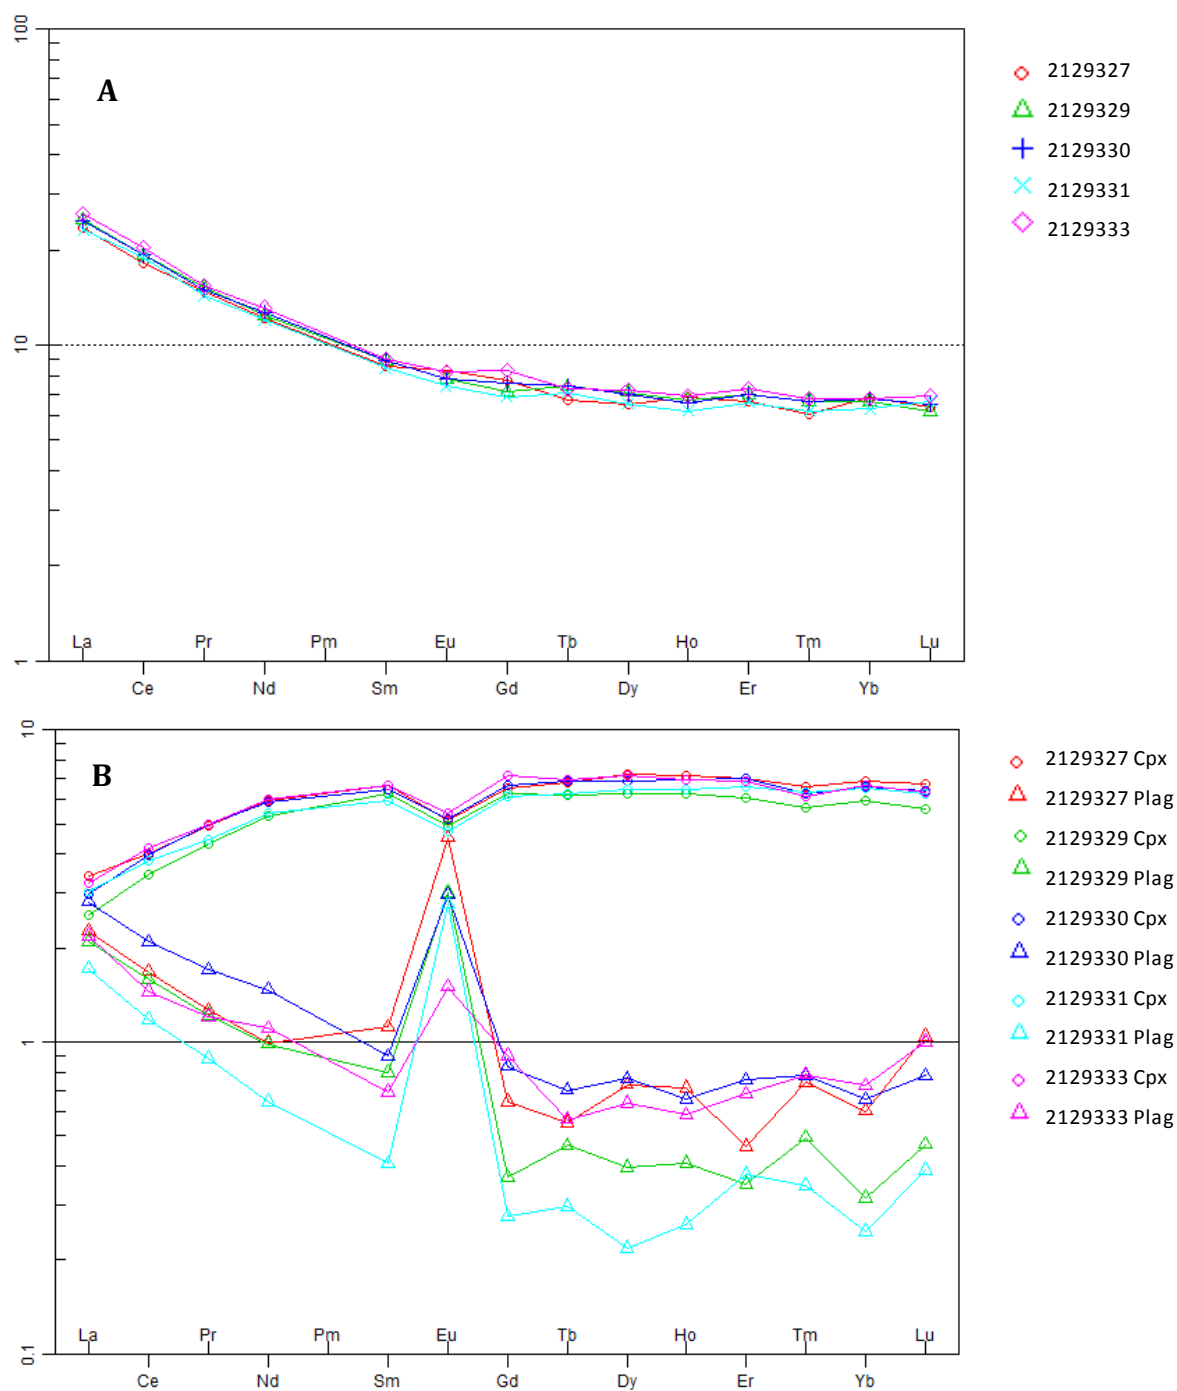 100
A
2129327
2129329
2129330
2129331
2129333
10
La Pr Pm Eu Tb Ho Tm Lu
1
Ce Nd Sm Gd Dy Er Yb
10
B
2129327 Cpx
2129327 Plag
2129329 Cpx
2129329 Plag
2129330 Cpx
2129330 Plag
2129331 Cpx
2129331 Plag
2129333 Cpx
2129333 Plag
1
La Pr Pm Eu Tb Ho Tm Lu
0.1
Ce Nd Sm Gd Dy Er Yb